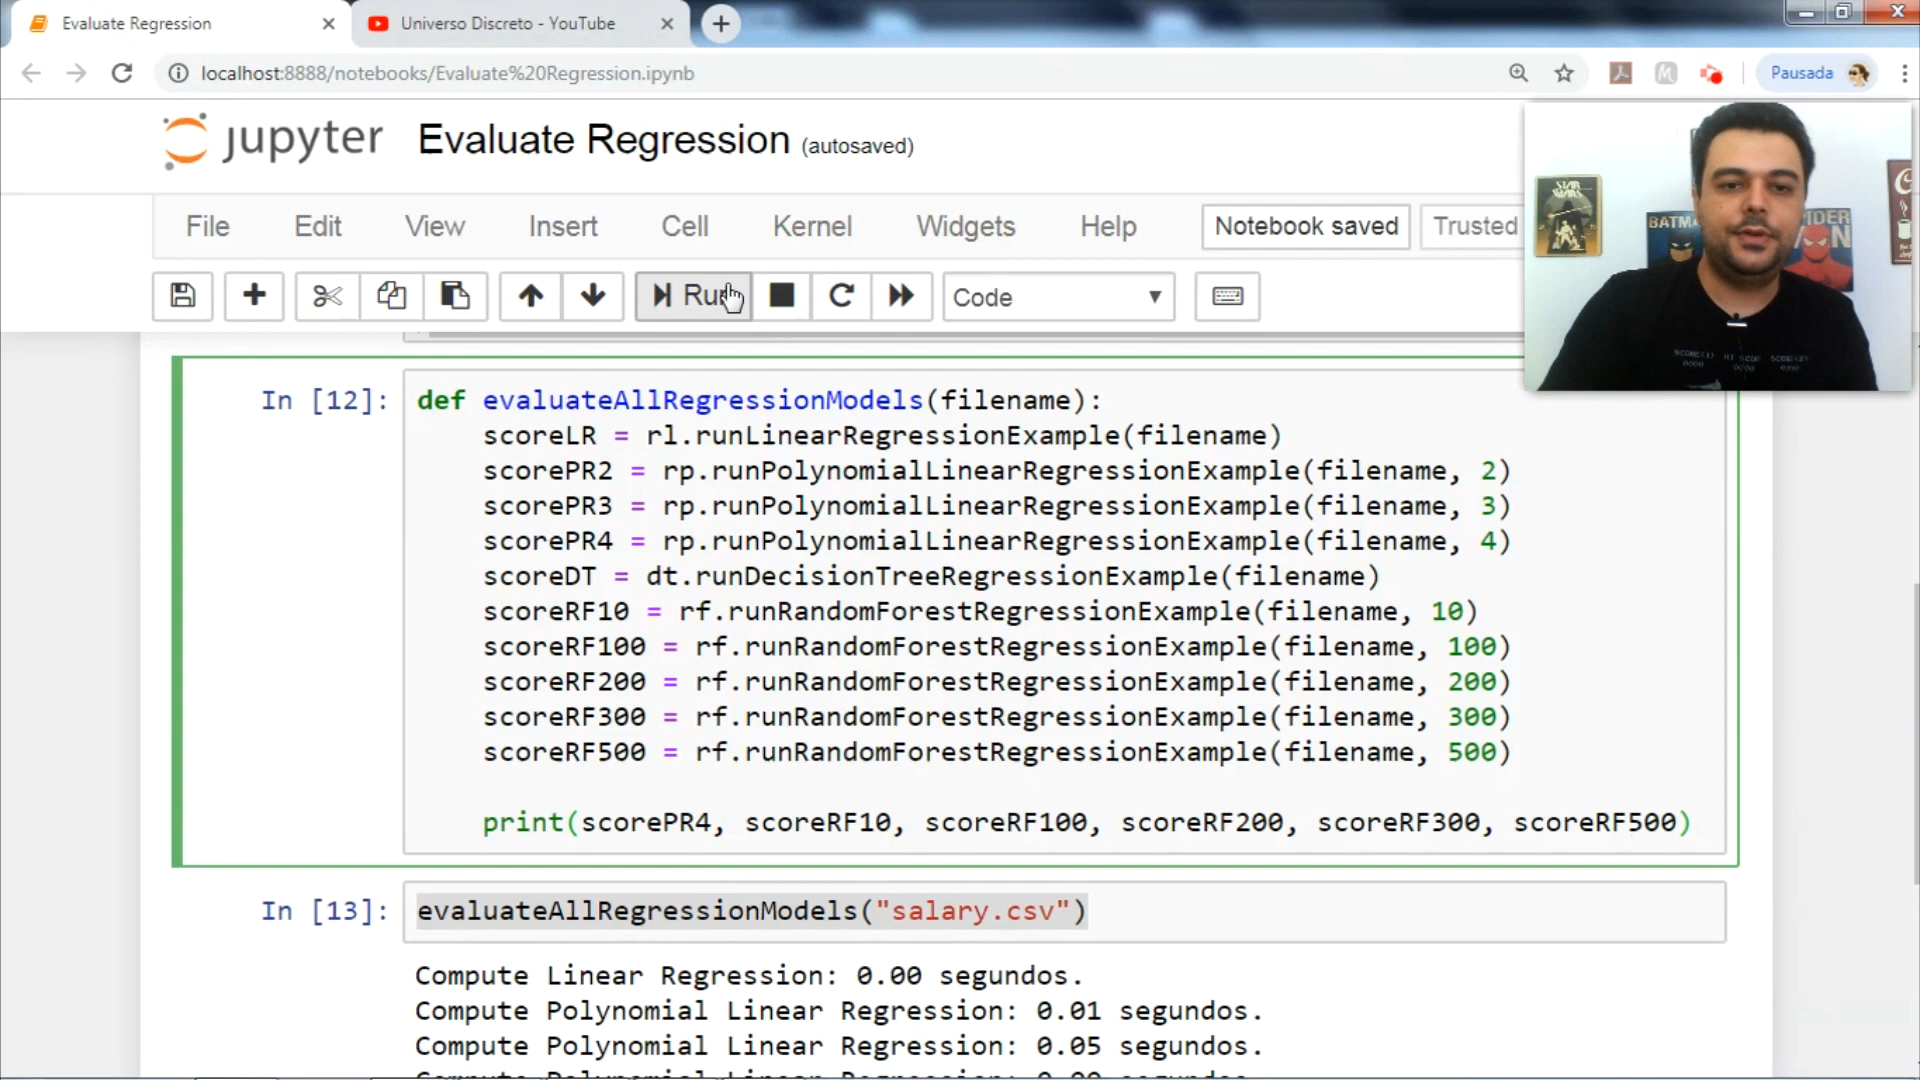 Evaluate Regression
Universo Discreto - YouTube
localhost:8888/notebooks/Evaluate%20Regression.ipynb
Pausada
jupyter Evaluate Regression (autosaved)
File Edit View Insert Cell Kernel Widgets Help Notebook saved Trusted
Run Code
STAR WARS
BATM
IDER
N
In [12]: def evaluateAllRegressionModels(filename):
scoreLR = rl.runLinearRegressionExample(filename)
scorePR2 = rp.runPolynomialLinearRegressionExample(filename, 2)
scorePR3 = rp.runPolynomialLinearRegressionExample(filename, 3)
scorePR4 = rp.runPolynomialLinearRegressionExample(filename, 4)
scoreDT = dt.runDecisionTreeRegressionExample(filename)
scoreRF10 = rf.runRandomForestRegressionExample(filename, 10)
scoreRF100 = rf.runRandomForestRegressionExample(filename, 100)
scoreRF200 = rf.runRandomForestRegressionExample(filename, 200)
scoreRF300 = rf.runRandomForestRegressionExample(filename, 300)
scoreRF500 = rf.runRandomForestRegressionExample(filename, 500)
print(scorePR4, scoreRF10, scoreRF100, scoreRF200, scoreRF300, scoreRF500)
In [13]: evaluateAllRegressionModels("salary.csv")
Compute Linear Regression: 0.00 segundos.
Compute Polynomial Linear Regression: 0.01 segundos.
Compute Polynomial Linear Regression: 0.05 segundos.